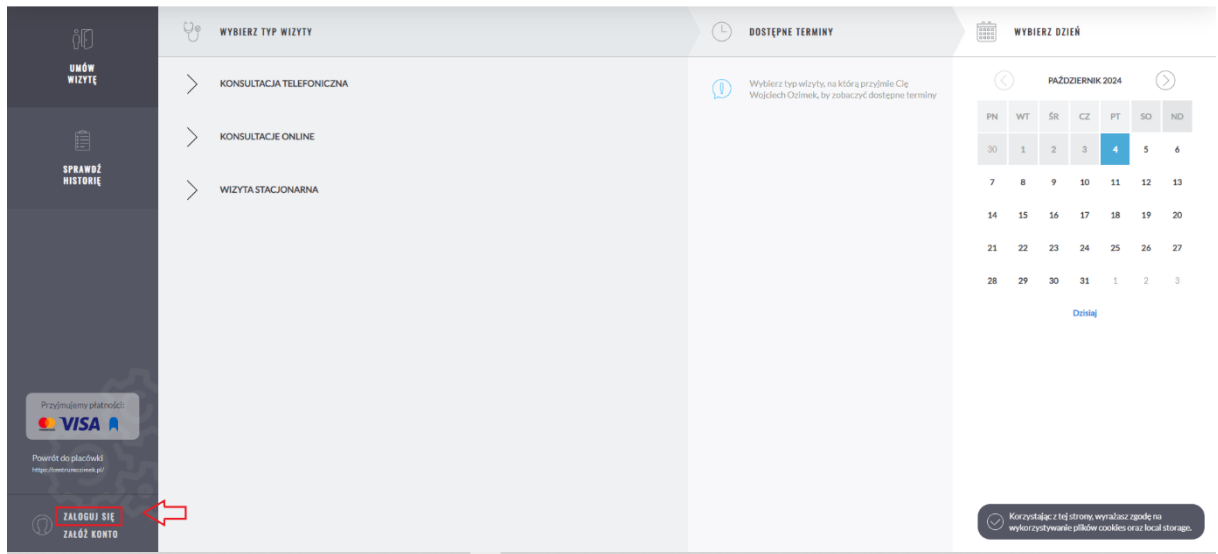 UMÓW
WIZYTĘ
SPRAWDŹ
HISTORIĘ
Przyjmujemy płatności:
VISA
Powrót do placówki
https://centrumozimek.pl/
ZALOGUJ SIĘ
ZAŁÓŻ KONTO
WYBIERZ TYP WIZYTY
KONSULTACJA TELEFONICZNA
KONSULTACJE ONLINE
WIZYTA STACJONARNA
DOSTĘPNE TERMINY
Wybierz typ wizyty, na którą przyjmie Cię
Wojciech Ozimek, by zobaczyć dostępne terminy
WYBIERZ DZIEŃ
PAŹDZIERNIK 2024
PN WT ŚR CZ PT SO ND
30 1 2 3 4 5 6
7 8 9 10 11 12 13
14 15 16 17 18 19 20
21 22 23 24 25 26 27
28 29 30 31 1 2 3
Dzisiaj
Korzystając z tej strony, wyrażasz zgodę na
wykorzystywanie plików cookies oraz local storage.